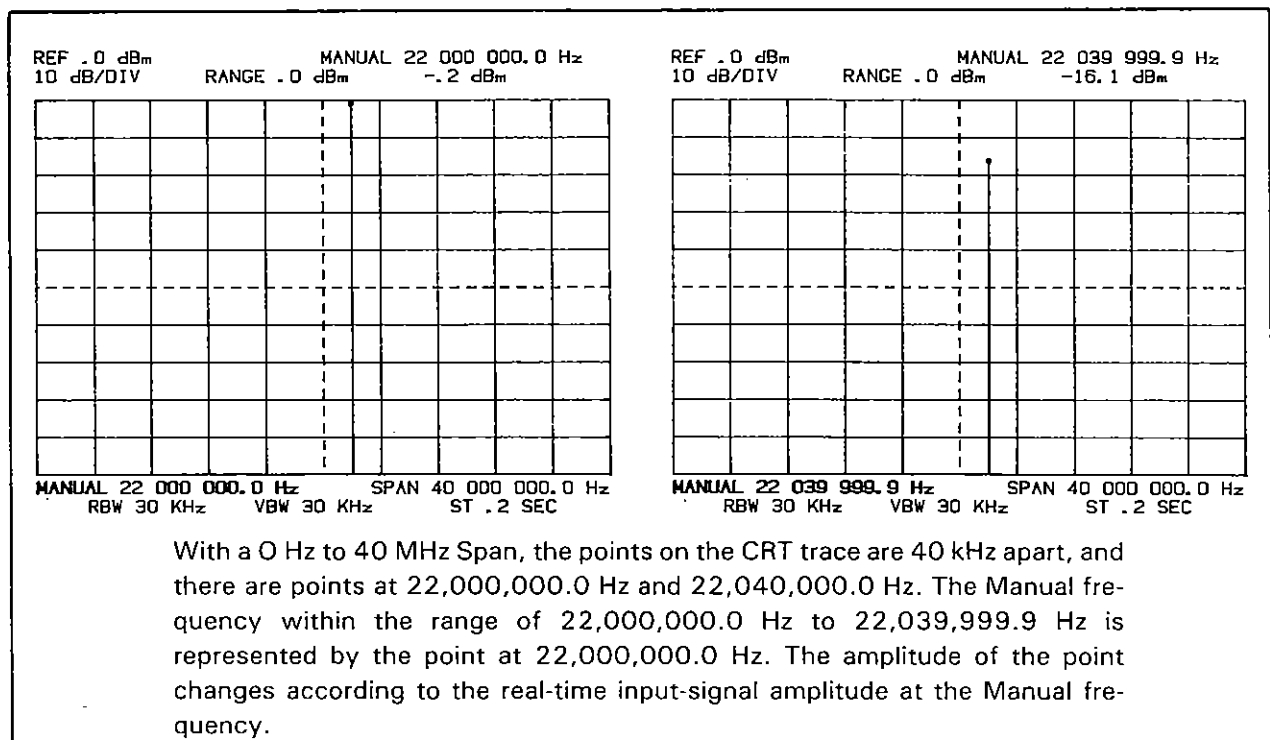 REF .0 dBm MANUAL 22 000 000.0 Hz
10 dB/DIV RANGE .0 dBm -.2 dBm
MANUAL 22 000 000.0 Hz SPAN 40 000 000.0 Hz
RBW 30 KHz VBW 30 KHz ST .2 SEC
REF .0 dBm MANUAL 22 039 999.9 Hz
10 dB/DIV RANGE .0 dBm -16.1 dBm
MANUAL 22 039 999.9 Hz SPAN 40 000 000.0 Hz
RBW 30 KHz VBW 30 KHz ST .2 SEC
With a 0 Hz to 40 MHz Span, the points on the CRT trace are 40 kHz apart, and
there are points at 22,000,000.0 Hz and 22,040,000.0 Hz. The Manual fre-
quency within the range of 22,000,000.0 Hz to 22,039,999.9 Hz is
represented by the point at 22,000,000.0 Hz. The amplitude of the point
changes according to the real-time input-signal amplitude at the Manual fre-
quency.